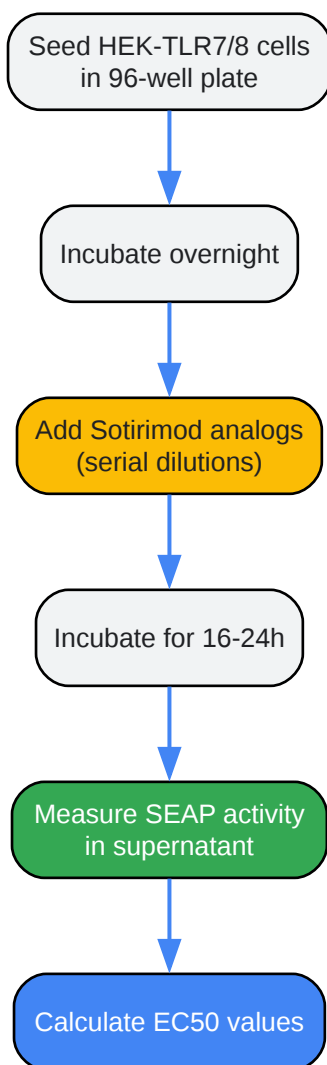 Seed HEK-TLR7/8 cells
in 96-well plate
Incubate overnight
Add Sotirimod analogs
(serial dilutions)
Incubate for 16-24h
Measure SEAP activity
in supernatant
Calculate EC50 values